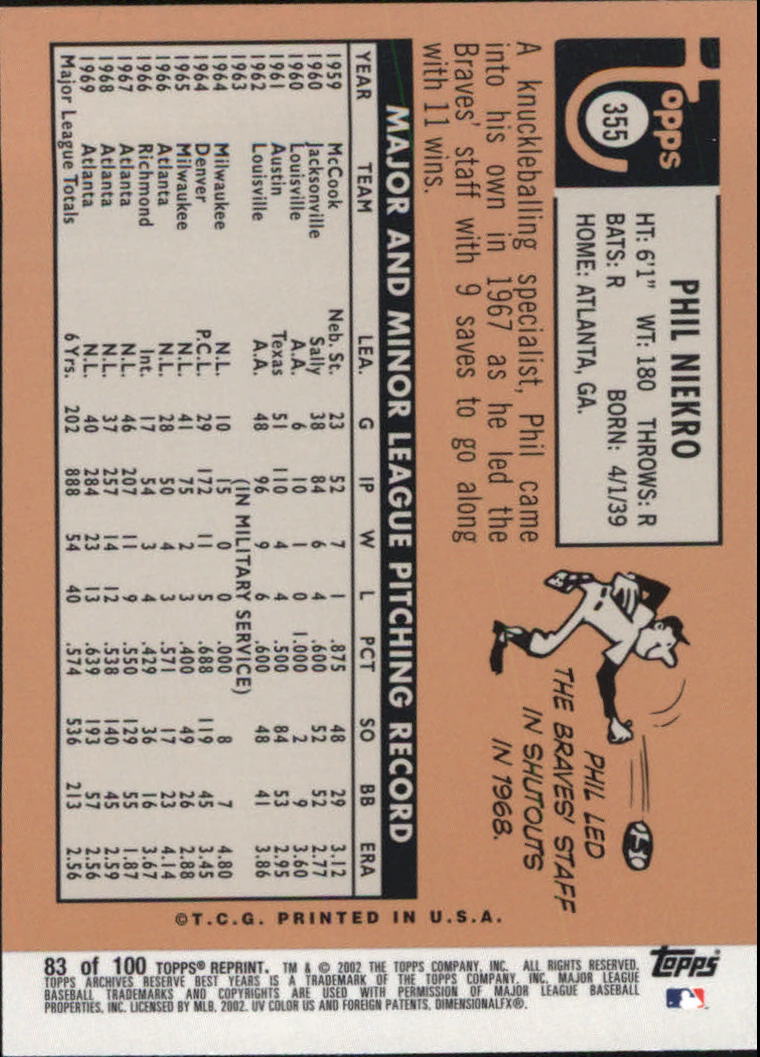 Topps
355
PHIL NIEKRO
HT: 6'1" WT: 180 THROWS: R
BATS: R BORN: 4/1/39
HOME: ATLANTA, GA.
A knuckleballing specialist, Phil came
into his own in 1967 as he led the
Braves' staff with 9 saves to go along
with 11 wins.
PHIL LED
THE BRAVES' STAFF
IN SHUTOUTS
IN 1968.
MAJOR AND MINOR LEAGUE PITCHING RECORD
YEAR TEAM LEA. G IP W L PCT SO BB ERA
1959 McCook Neb. St. 23 52 7 1 .875 48 29 3.12
1960 Jacksonville Sally 38 84 6 4 .600 52 52 2.77
1960 Louisville A.A. 6 10 1 0 1.000 2 9 3.60
1961 Austin Texas 51 110 4 4 .500 84 53 2.95
1962 Louisville A.A. 48 96 9 6 .600 48 41 3.86
1963 (IN MILITARY SERVICE)
1964 Milwaukee N.L. 10 15 0 0 .000 8 7 4.80
1964 Denver P.C.L. 29 172 11 5 .688 119 45 3.45
1965 Milwaukee N.L. 41 75 2 3 .400 49 26 2.88
1966 Atlanta N.L. 28 50 4 3 .571 17 23 4.14
1966 Richmond Int. 17 54 3 4 .429 36 16 3.67
1967 Atlanta N.L. 46 207 11 9 .550 129 55 1.87
1968 Atlanta N.L. 37 257 14 12 .538 140 45 2.59
1969 Atlanta N.L. 40 284 23 13 .639 193 57 2.56
Major League Totals 6 Yrs. 202 888 54 40 .574 536 213 2.56
©T.C.G. PRINTED IN U.S.A.
Topps
83 of 100 TOPPS® REPRINT. TM & © 2002 THE TOPPS COMPANY, INC. ALL RIGHTS RESERVED.
TOPPS ARCHIVES RESERVE BEST YEARS IS A TRADEMARK OF THE TOPPS COMPANY, INC. MAJOR LEAGUE
BASEBALL TRADEMARKS AND COPYRIGHTS ARE USED WITH PERMISSION OF MAJOR LEAGUE BASEBALL
PROPERTIES, INC. LICENSED BY MLB, 2002. UV COLOR US AND FOREIGN PATENTS. DIMENSIONALFX®.